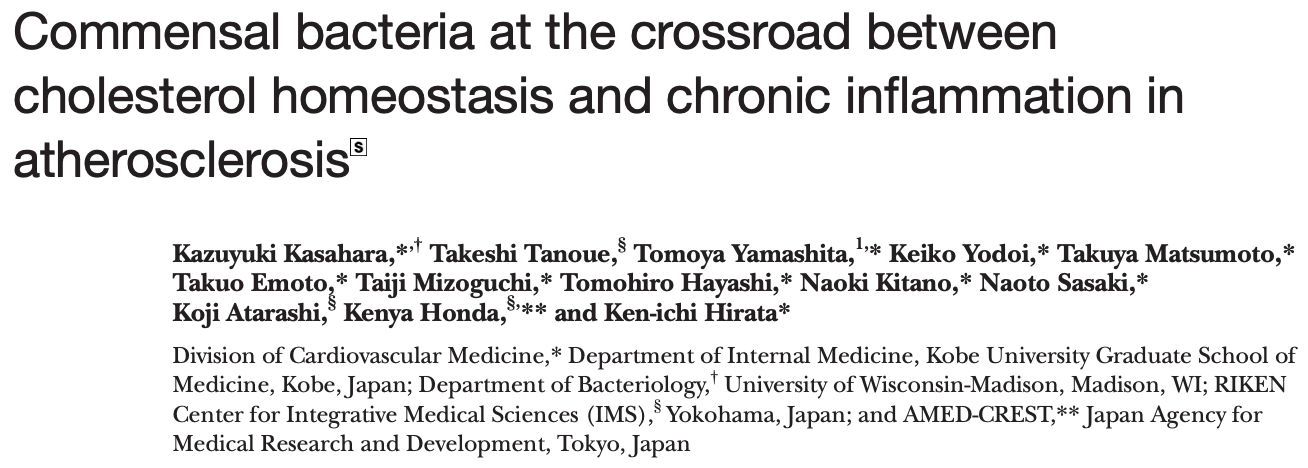 Commensal bacteria at the crossroad between
cholesterol homeostasis and chronic inflammation in
atherosclerosis🅂
Kazuyuki Kasahara,*,† Takeshi Tanoue,§ Tomoya Yamashita,1,* Keiko Yodoi,* Takuya Matsumoto,*
Takuo Emoto,* Taiji Mizoguchi,* Tomohiro Hayashi,* Naoki Kitano,* Naoto Sasaki,*
Koji Atarashi,§ Kenya Honda,§,** and Ken-ichi Hirata*
Division of Cardiovascular Medicine,* Department of Internal Medicine, Kobe University Graduate School of
Medicine, Kobe, Japan; Department of Bacteriology,† University of Wisconsin-Madison, Madison, WI; RIKEN
Center for Integrative Medical Sciences (IMS),§ Yokohama, Japan; and AMED-CREST,** Japan Agency for
Medical Research and Development, Tokyo, Japan